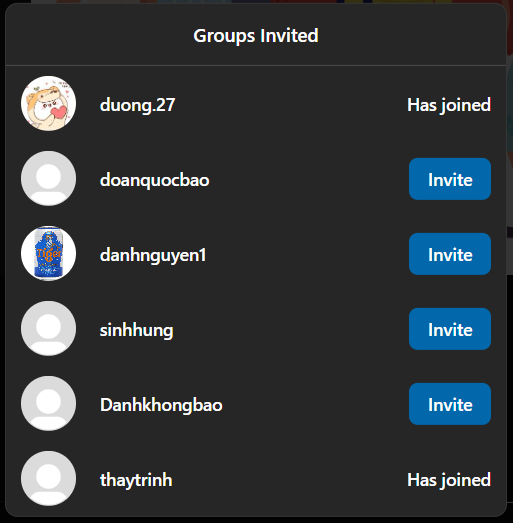 Groups Invited
duong.27 Has joined
doanquocbao Invite
danhnguyen1 Invite
sinhhung Invite
Danhkhongbao Invite
thaytrinh Has joined